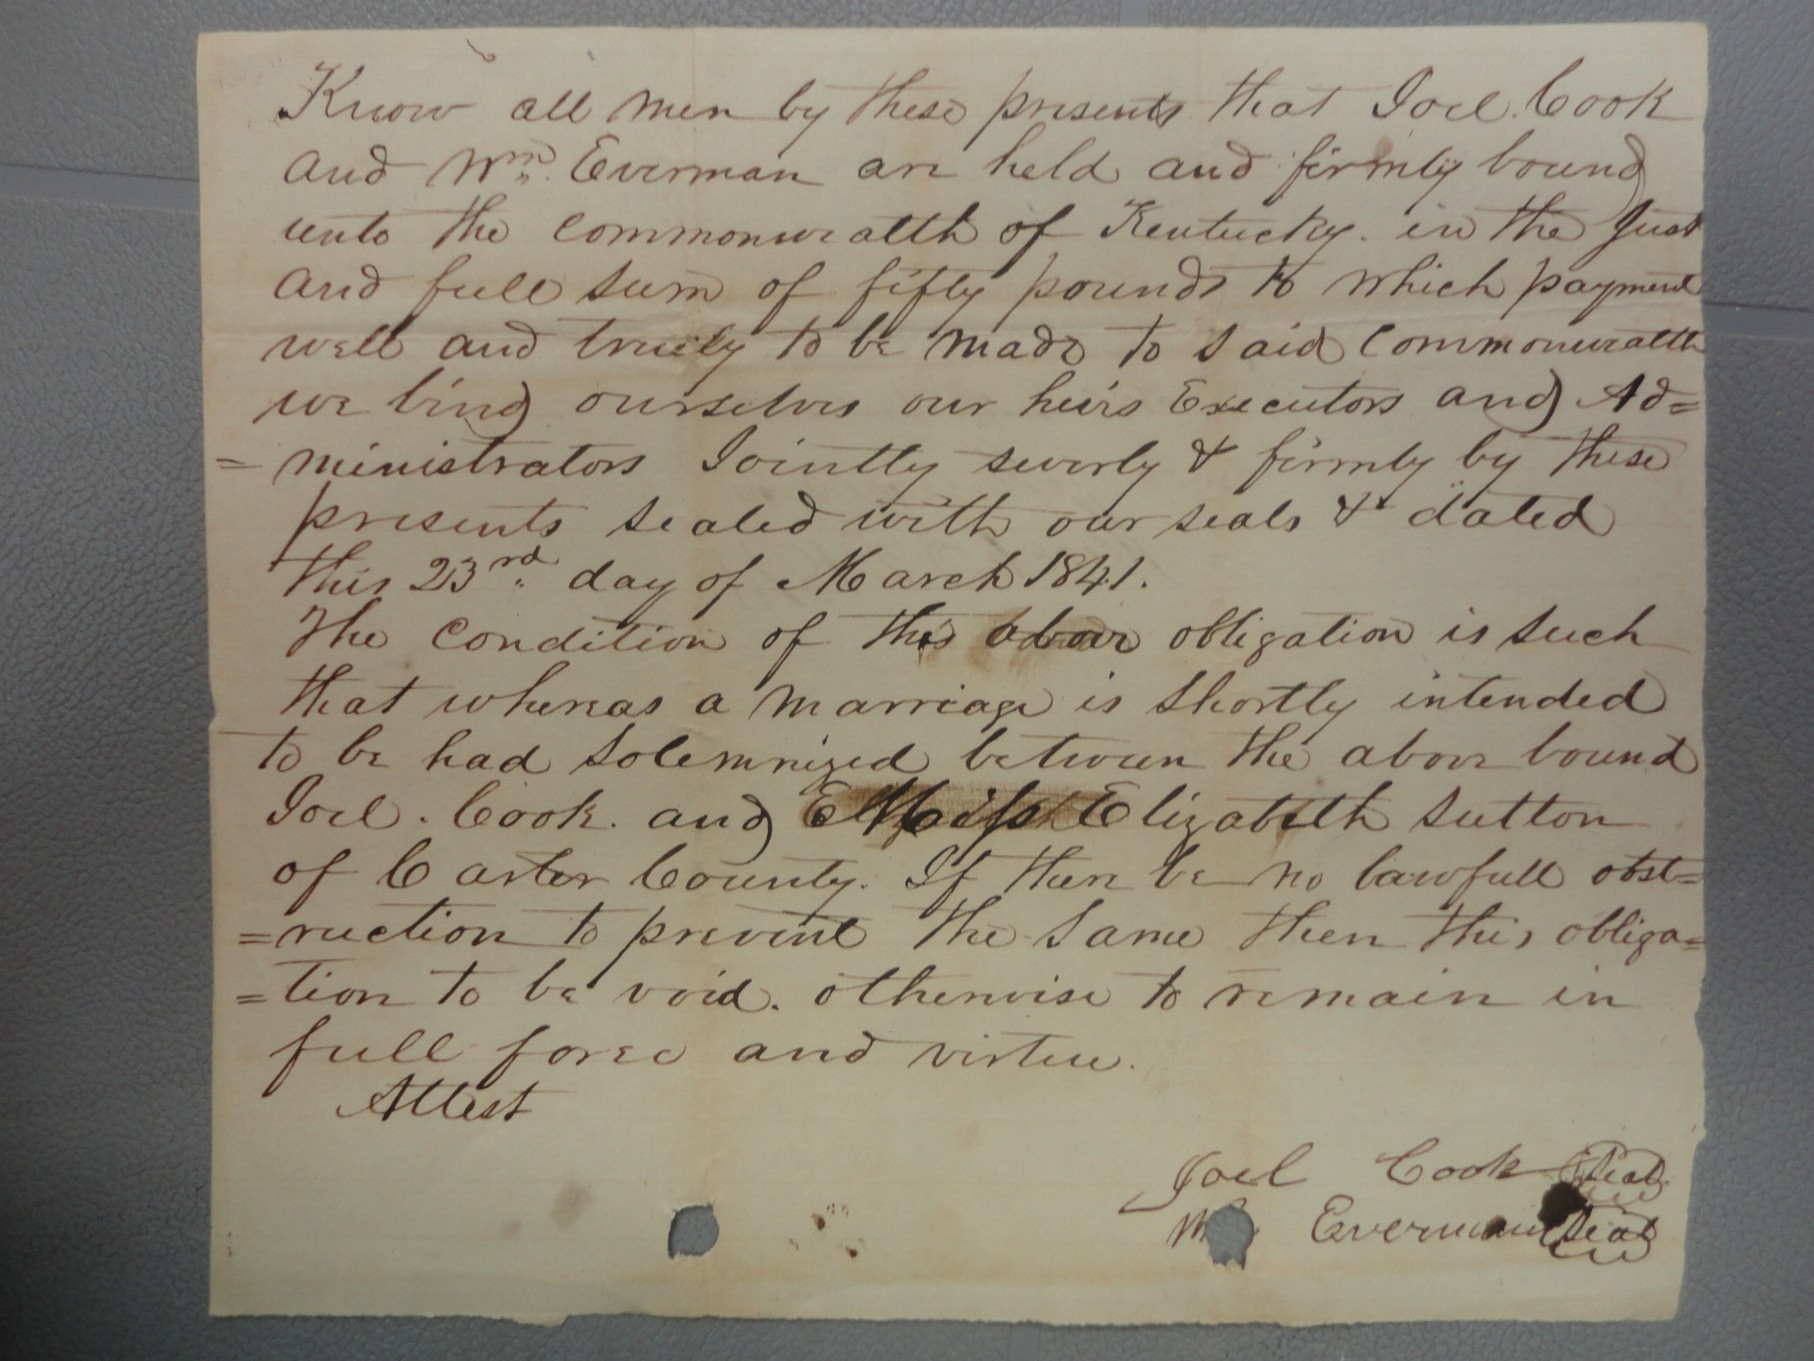 Know all men by these presents that Joel. Cook
and Wm. Everman are held and firmly bound
unto the commonwealth of Kentucky. in the Just
and full sum of fifty pounds to which payment
well and truely to be made to said Commonwealth
we bind ourselves our heirs Executors and Ad=
=ministrators Jointly severly & firmly by these
presents sealed with our seals & dated
this 23rd. day of March 1841.
The condition of this above obligation is such
that whereas a marriage is shortly intended
to be had solemnized between the above bound
Joel. Cook. and Miss Elizabeth Sutton
of Carter County. If there be no lawfull obst=
=ruction to prevent the same then this obliga=
=tion to be void. otherwise to remain in
full force and virtue.
Attest
Joel Cook Seal
Everman Seal